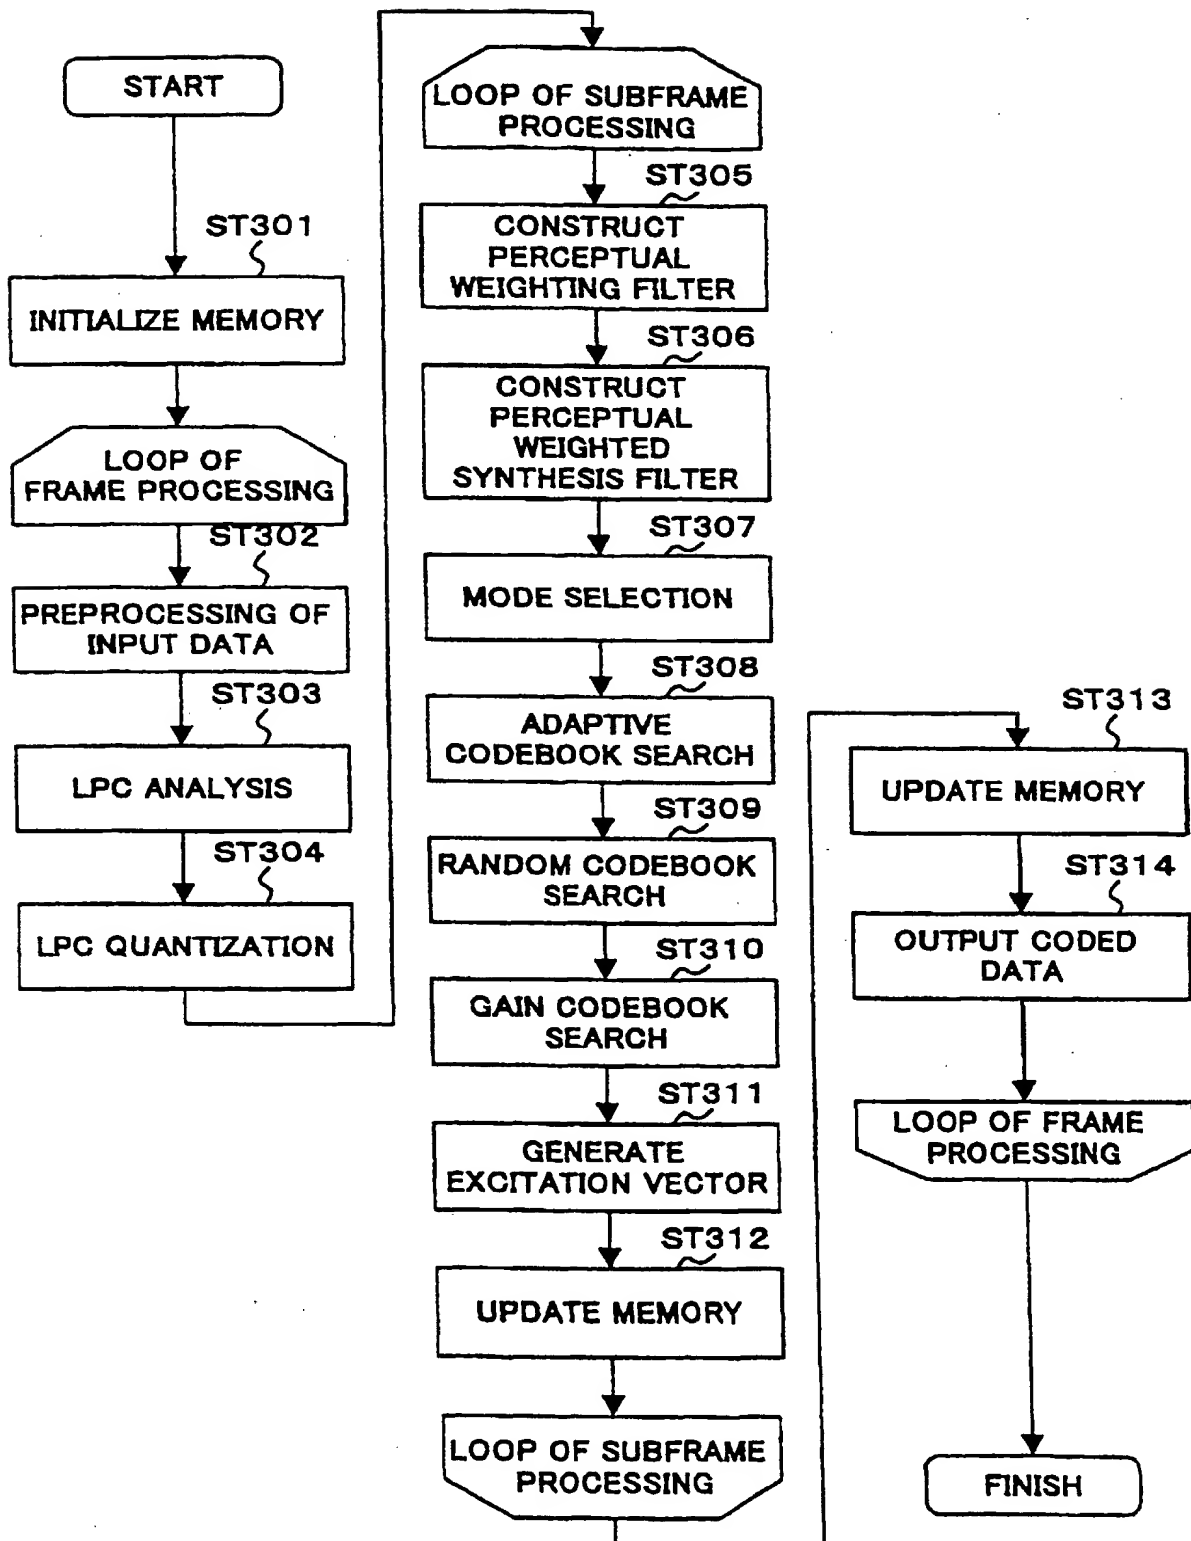 START
ST301
INITIALIZE MEMORY
LOOP OF
FRAME PROCESSING
ST302
PREPROCESSING OF
INPUT DATA
ST303
LPC ANALYSIS
ST304
LPC QUANTIZATION
LOOP OF SUBFRAME
PROCESSING
ST305
CONSTRUCT
PERCEPTUAL
WEIGHTING FILTER
ST306
CONSTRUCT
PERCEPTUAL
WEIGHTED
SYNTHESIS FILTER
ST307
MODE SELECTION
ST308
ADAPTIVE
CODEBOOK SEARCH
ST309
RANDOM CODEBOOK
SEARCH
ST310
GAIN CODEBOOK
SEARCH
ST311
GENERATE
EXCITATION VECTOR
ST312
UPDATE MEMORY
LOOP OF SUBFRAME
PROCESSING
ST313
UPDATE MEMORY
ST314
OUTPUT CODED
DATA
LOOP OF FRAME
PROCESSING
FINISH